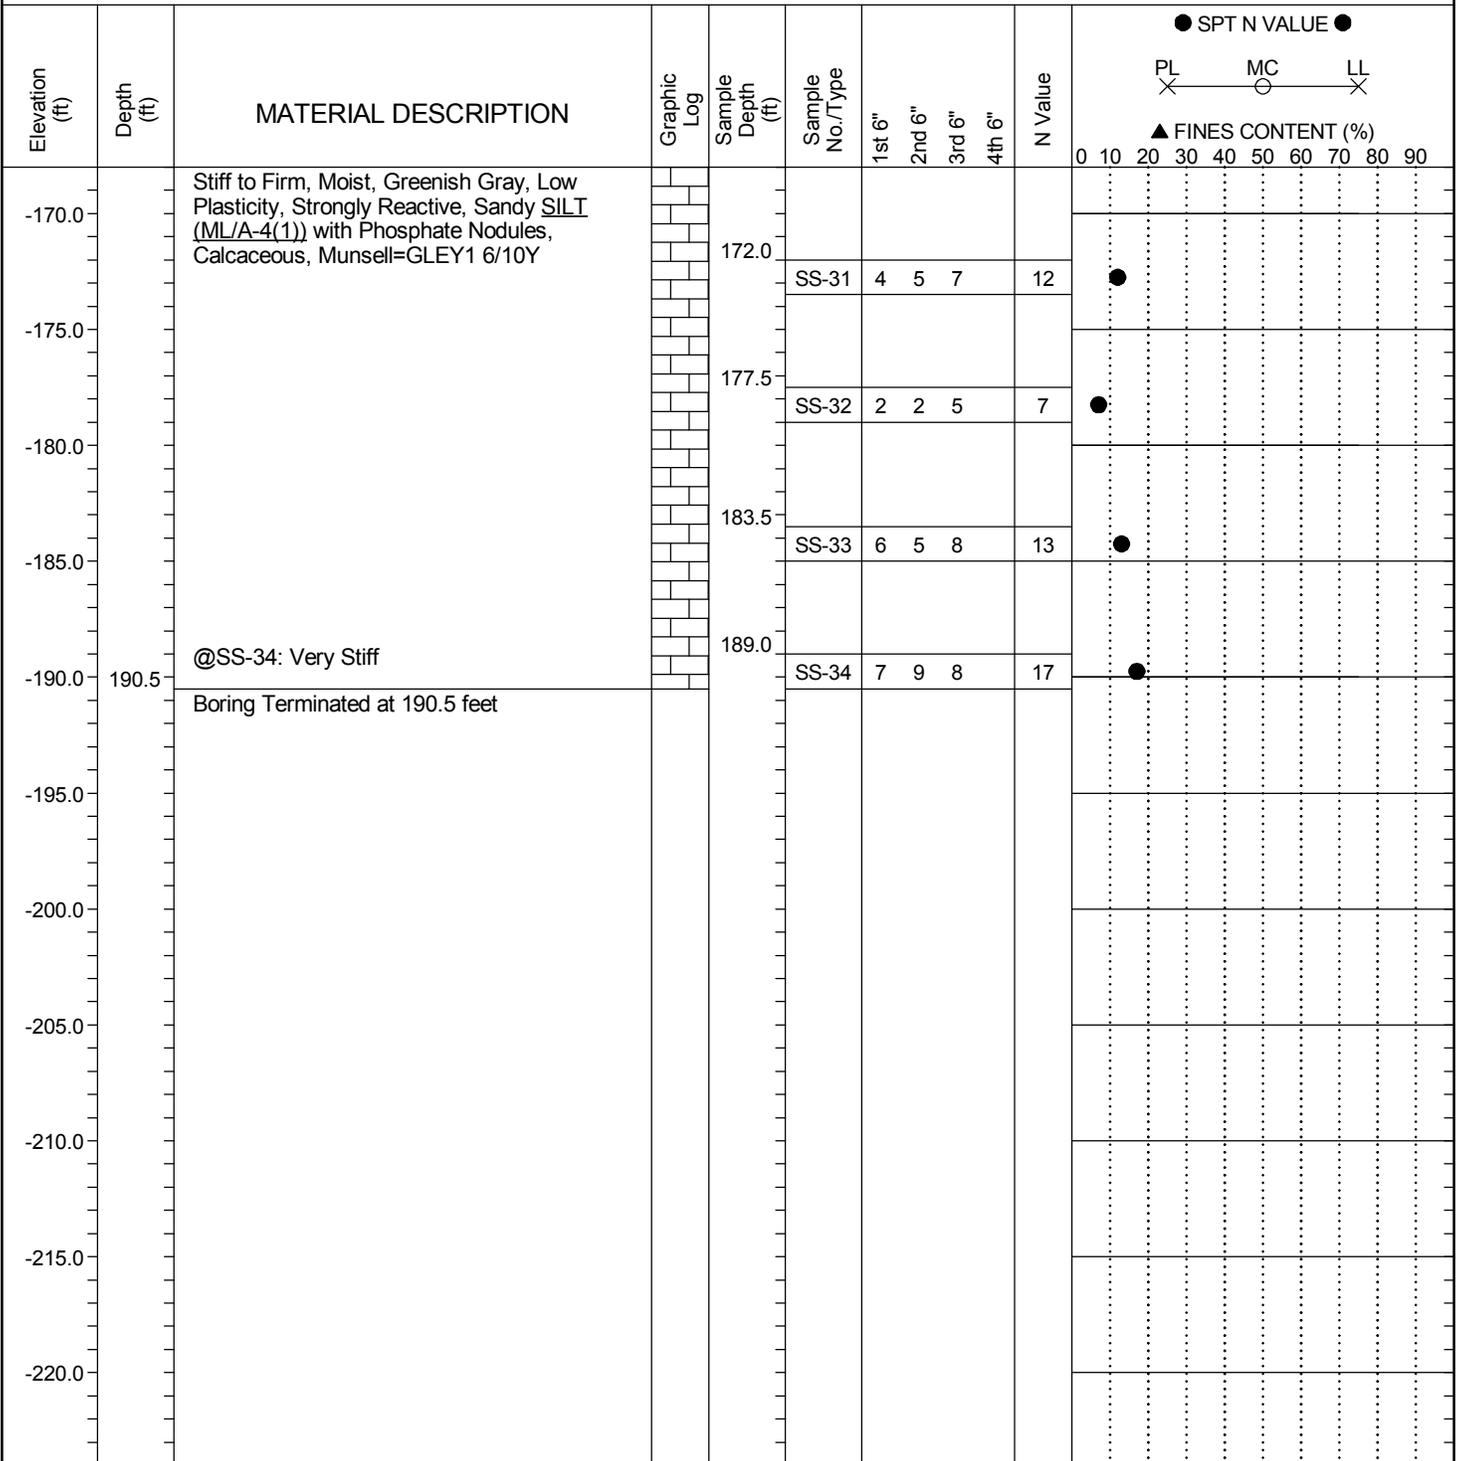 ● SPT N VALUE ●
PL MC LL
▲ FINES CONTENT (%)
0 10 20 30 40 50 60 70 80 90
Elevation
(ft)
Depth
(ft)
MATERIAL DESCRIPTION
Graphic
Log
Sample
Depth
(ft)
Sample
No./Type
1st 6"
2nd 6"
3rd 6"
4th 6"
N Value
Stiff to Firm, Moist, Greenish Gray, Low
Plasticity, Strongly Reactive, Sandy SILT
(ML/A-4(1)) with Phosphate Nodules,
Calcaceous, Munsell=GLEY1 6/10Y
-170.0
172.0
SS-31 4 5 7 12
-175.0
177.5
SS-32 2 2 5 7
-180.0
183.5
SS-33 6 5 8 13
-185.0
189.0
@SS-34: Very Stiff
SS-34 7 9 8 17
-190.0 190.5
Boring Terminated at 190.5 feet
-195.0
-200.0
-205.0
-210.0
-215.0
-220.0